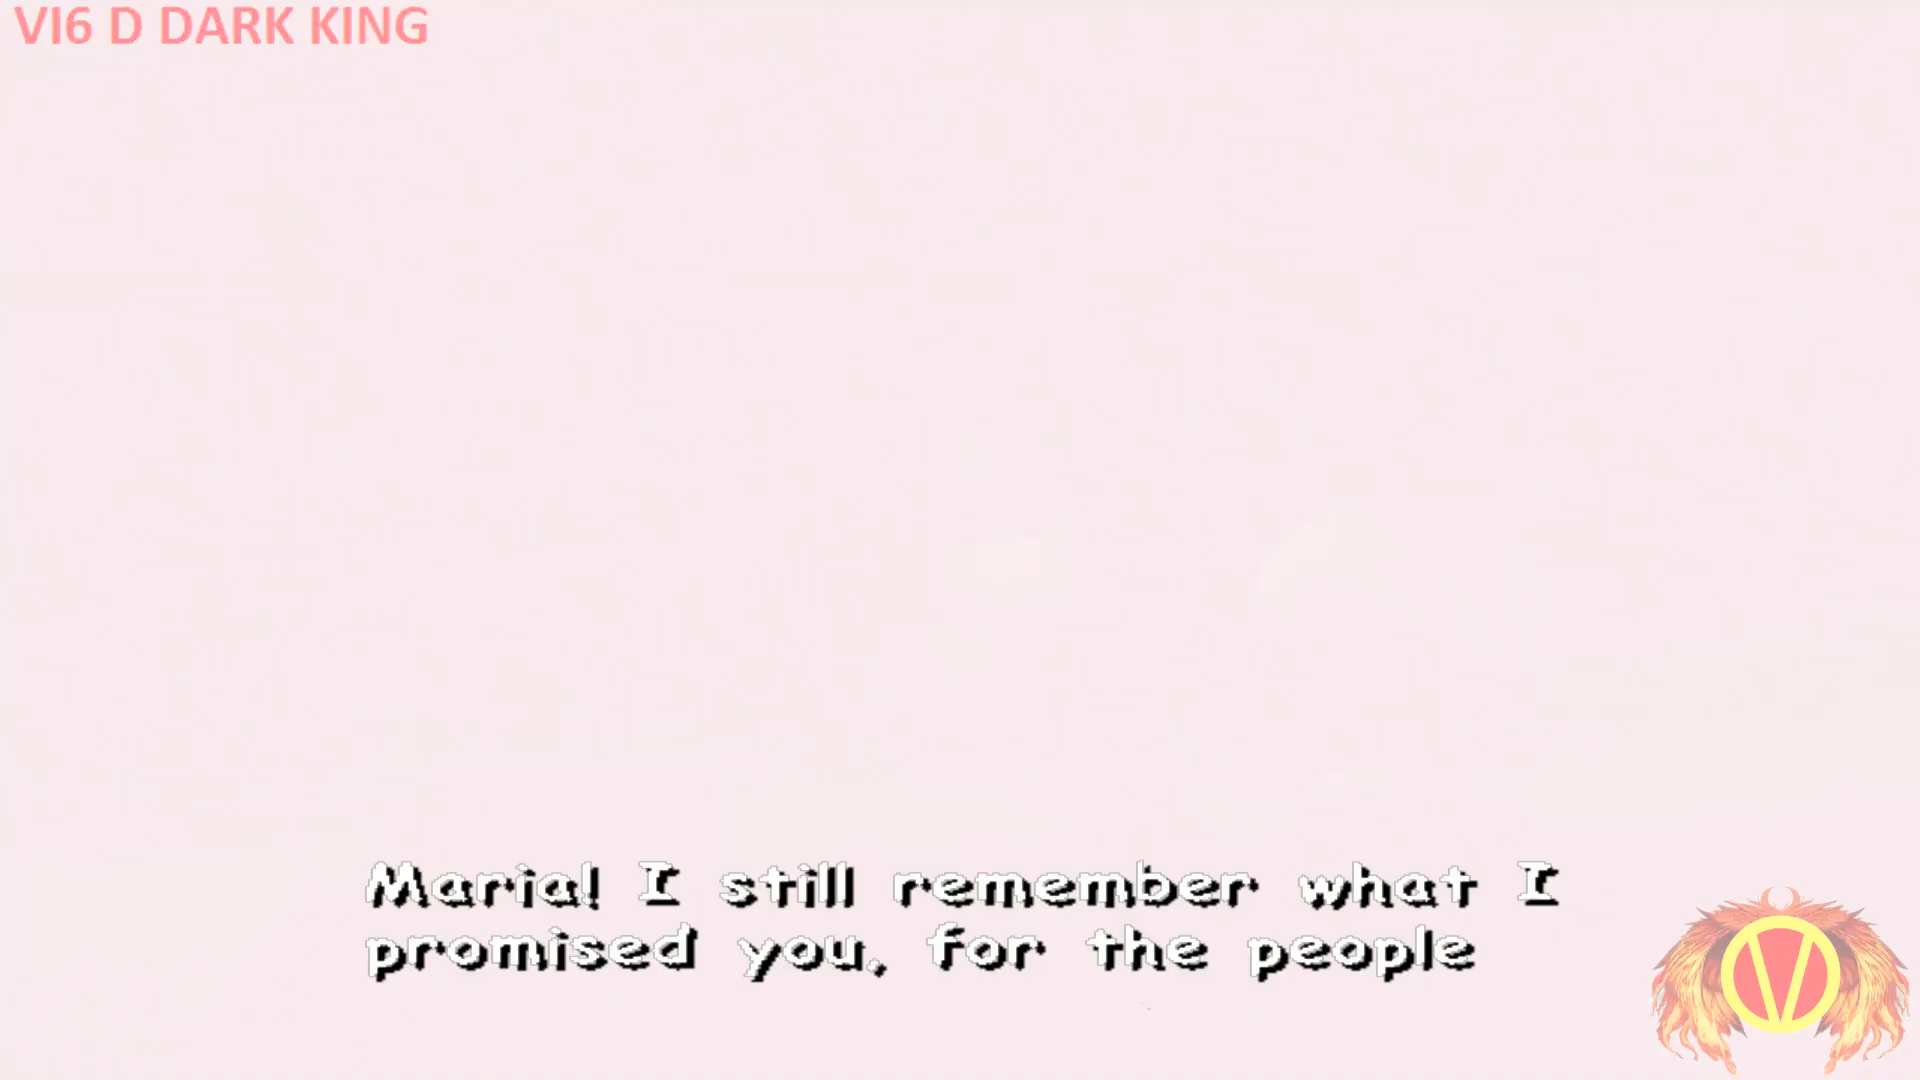 VI6 D DARK KING
Maria! I still remember what I
promised you, for the people
V